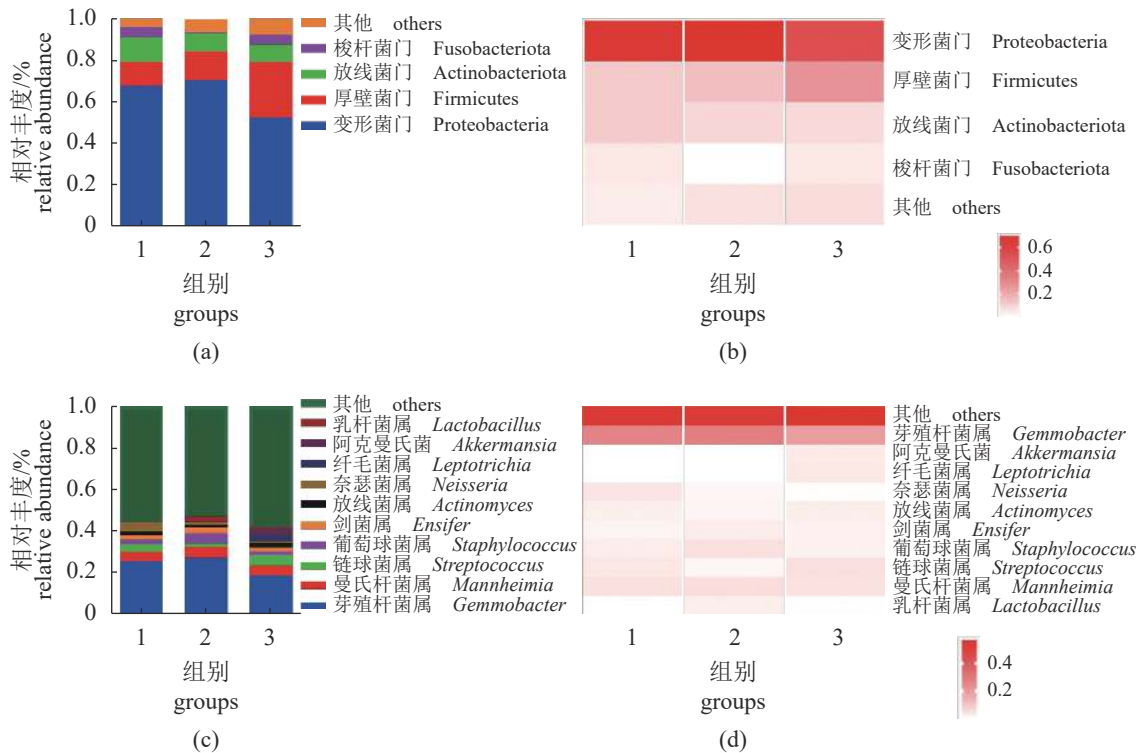 相对丰度/%
relative abundance
1.0
0.8
0.6
0.4
0.2
0
1 2 3
组别
groups
(a)
其他 others
梭杆菌门 Fusobacteriota
放线菌门 Actinobacteriota
厚壁菌门 Firmicutes
变形菌门 Proteobacteria
变形菌门 Proteobacteria
厚壁菌门 Firmicutes
放线菌门 Actinobacteriota
梭杆菌门 Fusobacteriota
其他 others
0.6
0.4
0.2
1 2 3
组别
groups
(b)
相对丰度/%
relative abundance
1.0
0.8
0.6
0.4
0.2
0
1 2 3
组别
groups
(c)
其他 others
乳杆菌属 Lactobacillus
阿克曼氏菌 Akkermansia
纤毛菌属 Leptotrichia
奈瑟菌属 Neisseria
放线菌属 Actinomyces
剑菌属 Ensifer
葡萄球菌属 Staphylococcus
链球菌属 Streptococcus
曼氏杆菌属 Mannheimia
芽殖杆菌属 Gemmobacter
其他 others
芽殖杆菌属 Gemmobacter
阿克曼氏菌 Akkermansia
纤毛菌属 Leptotrichia
奈瑟菌属 Neisseria
放线菌属 Actinomyces
剑菌属 Ensifer
葡萄球菌属 Staphylococcus
链球菌属 Streptococcus
曼氏杆菌属 Mannheimia
乳杆菌属 Lactobacillus
0.4
0.2
1 2 3
组别
groups
(d)